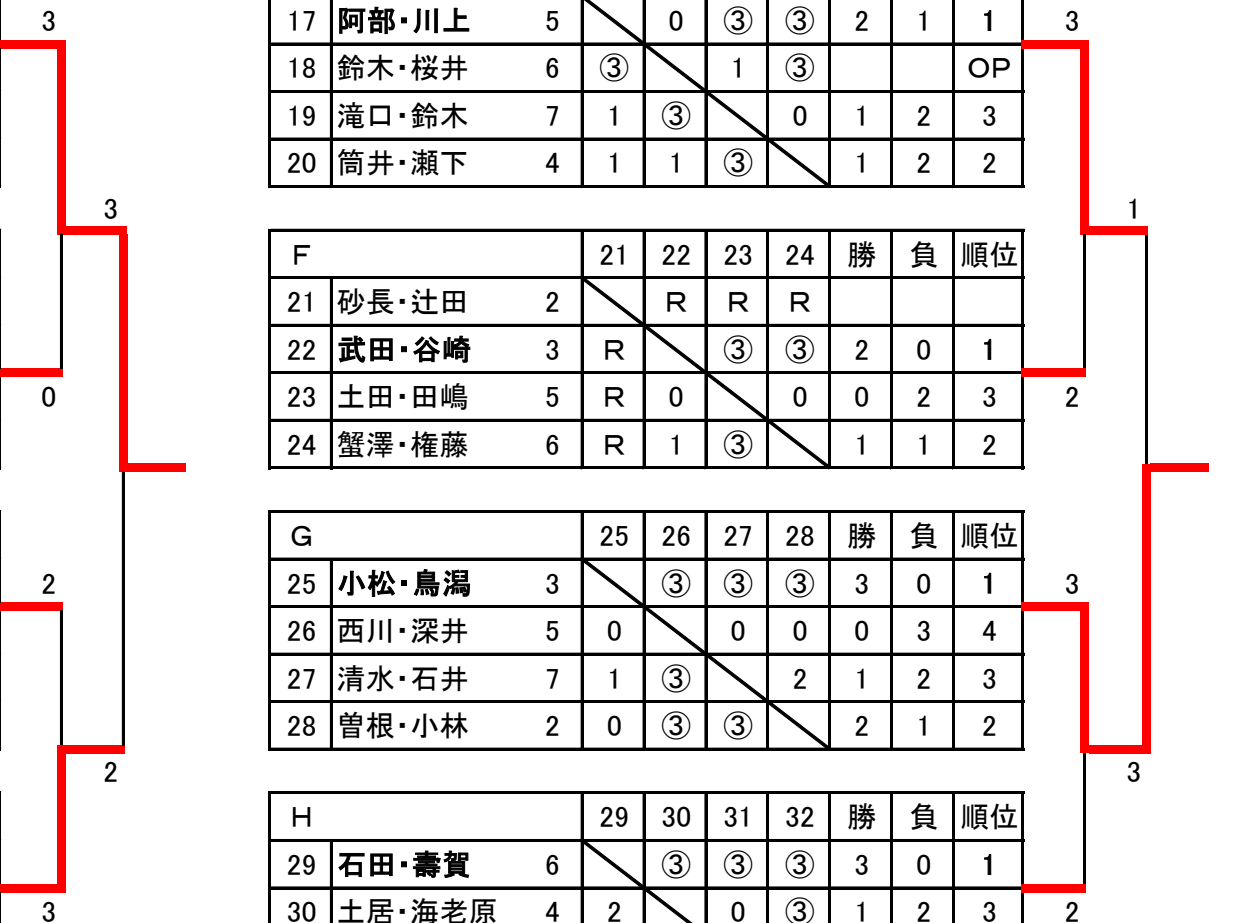 3
17 阿部・川上 5 0 ③ ③ 2 1 1 3
18 鈴木・桜井 6 ③ 1 ③ OP
19 滝口・鈴木 7 1 ③ 0 1 2 3
20 筒井・瀬下 4 1 1 ③ 1 2 2
3 1
F 21 22 23 24 勝 負 順位
21 砂長・辻田 2 R R R
22 武田・谷崎 3 R ③ ③ 2 0 1
0 23 土田・田嶋 5 R 0 0 0 2 3 2
24 蟹澤・権藤 6 R 1 ③ 1 1 2
G 25 26 27 28 勝 負 順位
2 25 小松・鳥潟 3 ③ ③ ③ 3 0 1 3
26 西川・深井 5 0 0 0 0 3 4
27 清水・石井 7 1 ③ 2 1 2 3
28 曽根・小林 2 0 ③ ③ 2 1 2
2 3
H 29 30 31 32 勝 負 順位
29 石田・壽賀 6 ③ ③ ③ 3 0 1
3 30 土居・海老原 4 2 0 ③ 1 2 3 2